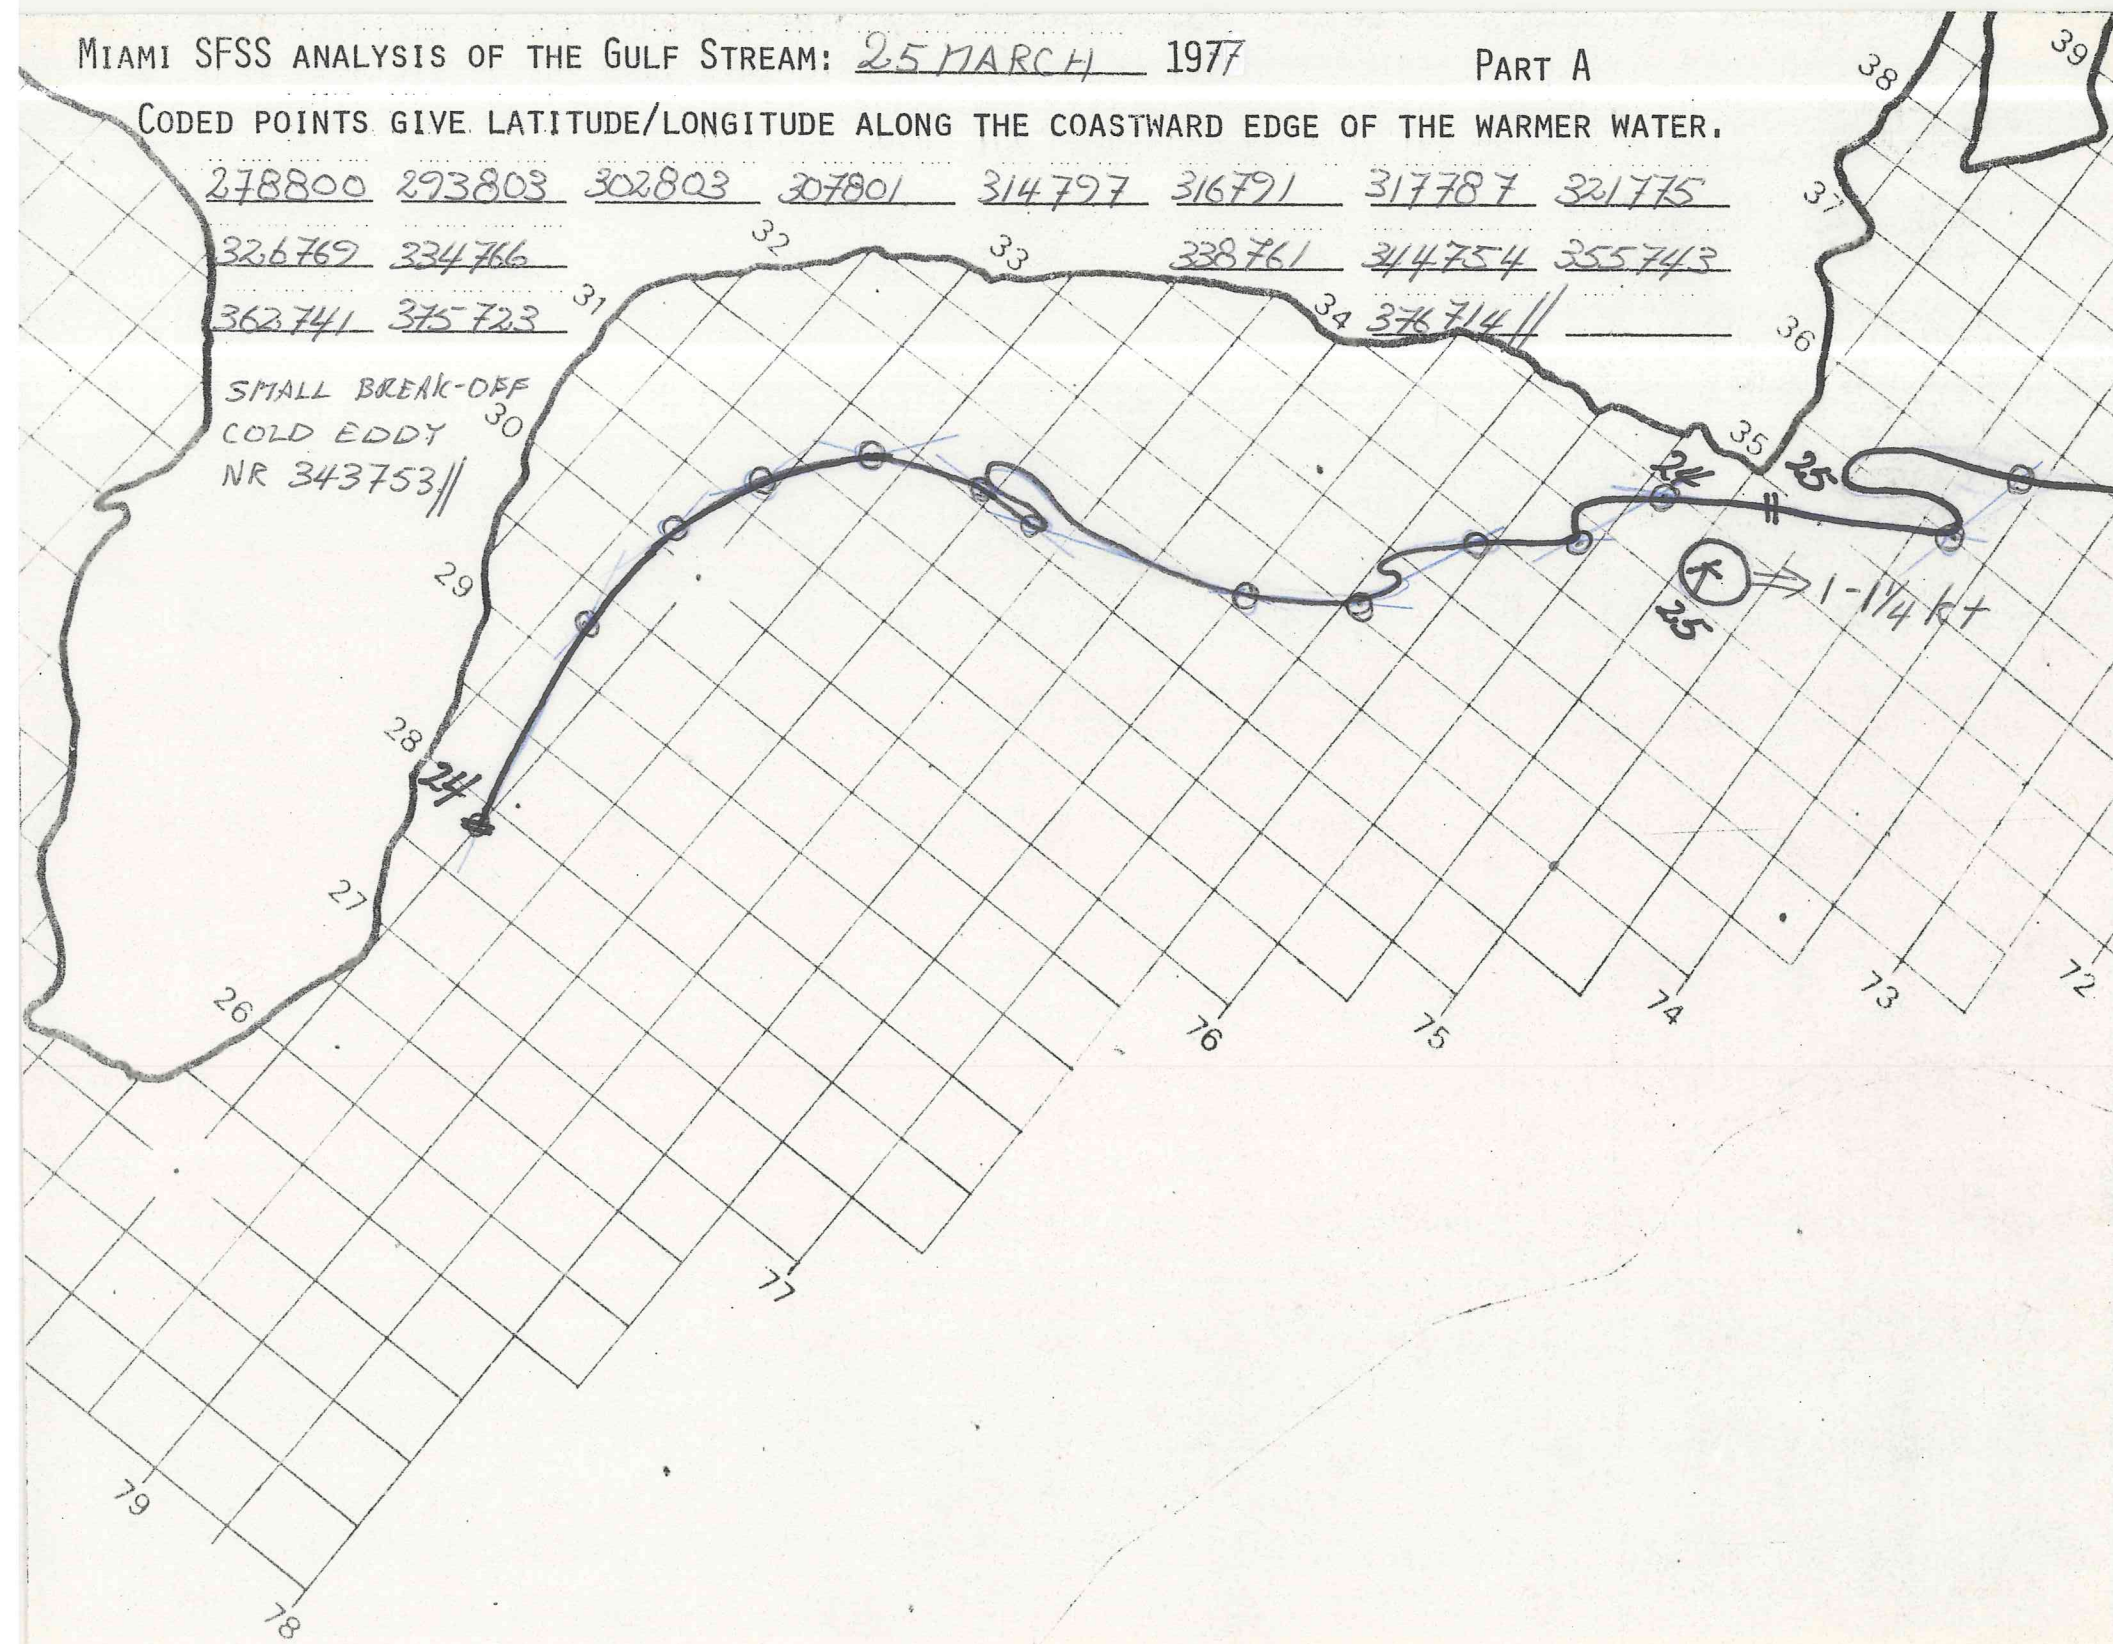 MIAMI SFSS ANALYSIS OF THE GULF STREAM: 25 MARCH 1977 PART A
CODED POINTS GIVE LATITUDE/LONGITUDE ALONG THE COASTWARD EDGE OF THE WARMER WATER.
278800 293803 302803 307801 314797 316791 317787 321775
326769 334766 338761 344754 355743
362741 375723 376714//
SMALL BREAK-OFF
COLD EDDY
NR 343753//
39
38
37
36
35
34
33
32
31
30
29
28
27
26
24
24
25
25
1-1 1/4 kt
72
73
74
75
76
77
78
79